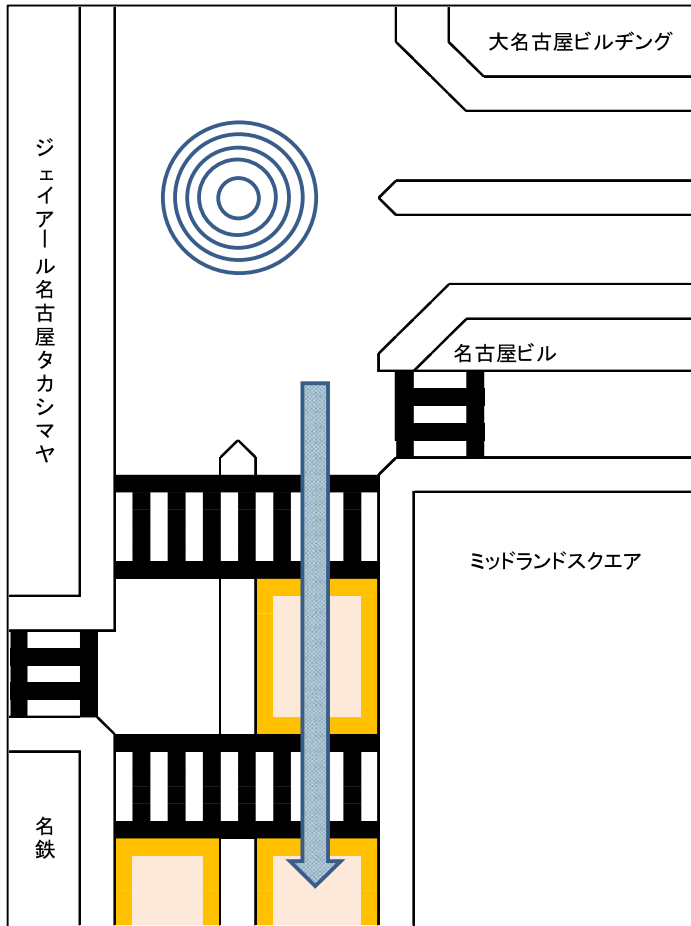 大名古屋ビルヂング
ジェイアール名古屋タカシマヤ
名古屋ビル
ミッドランドスクエア
名鉄